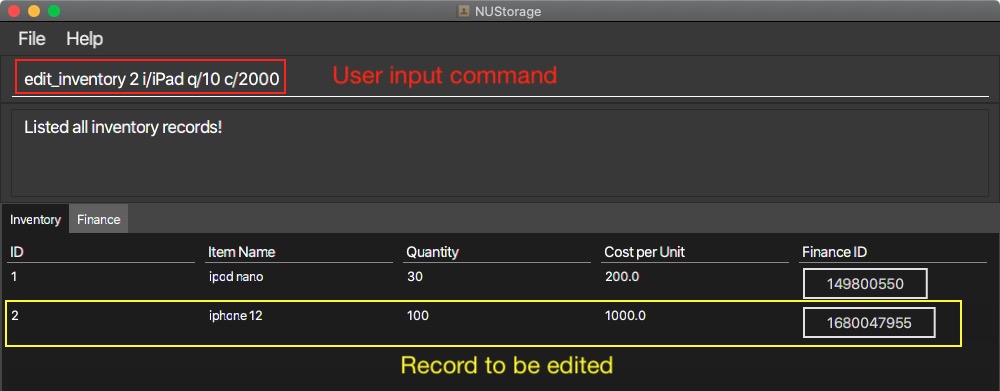 NUStorage
File Help
edit_inventory 2 i/iPad q/10 c/2000 User input command
Listed all inventory records!
Inventory Finance
ID Item Name Quantity Cost per Unit Finance ID
1 ipod nano 30 200.0 149800550
2 iphone 12 100 1000.0 1680047955
Record to be edited